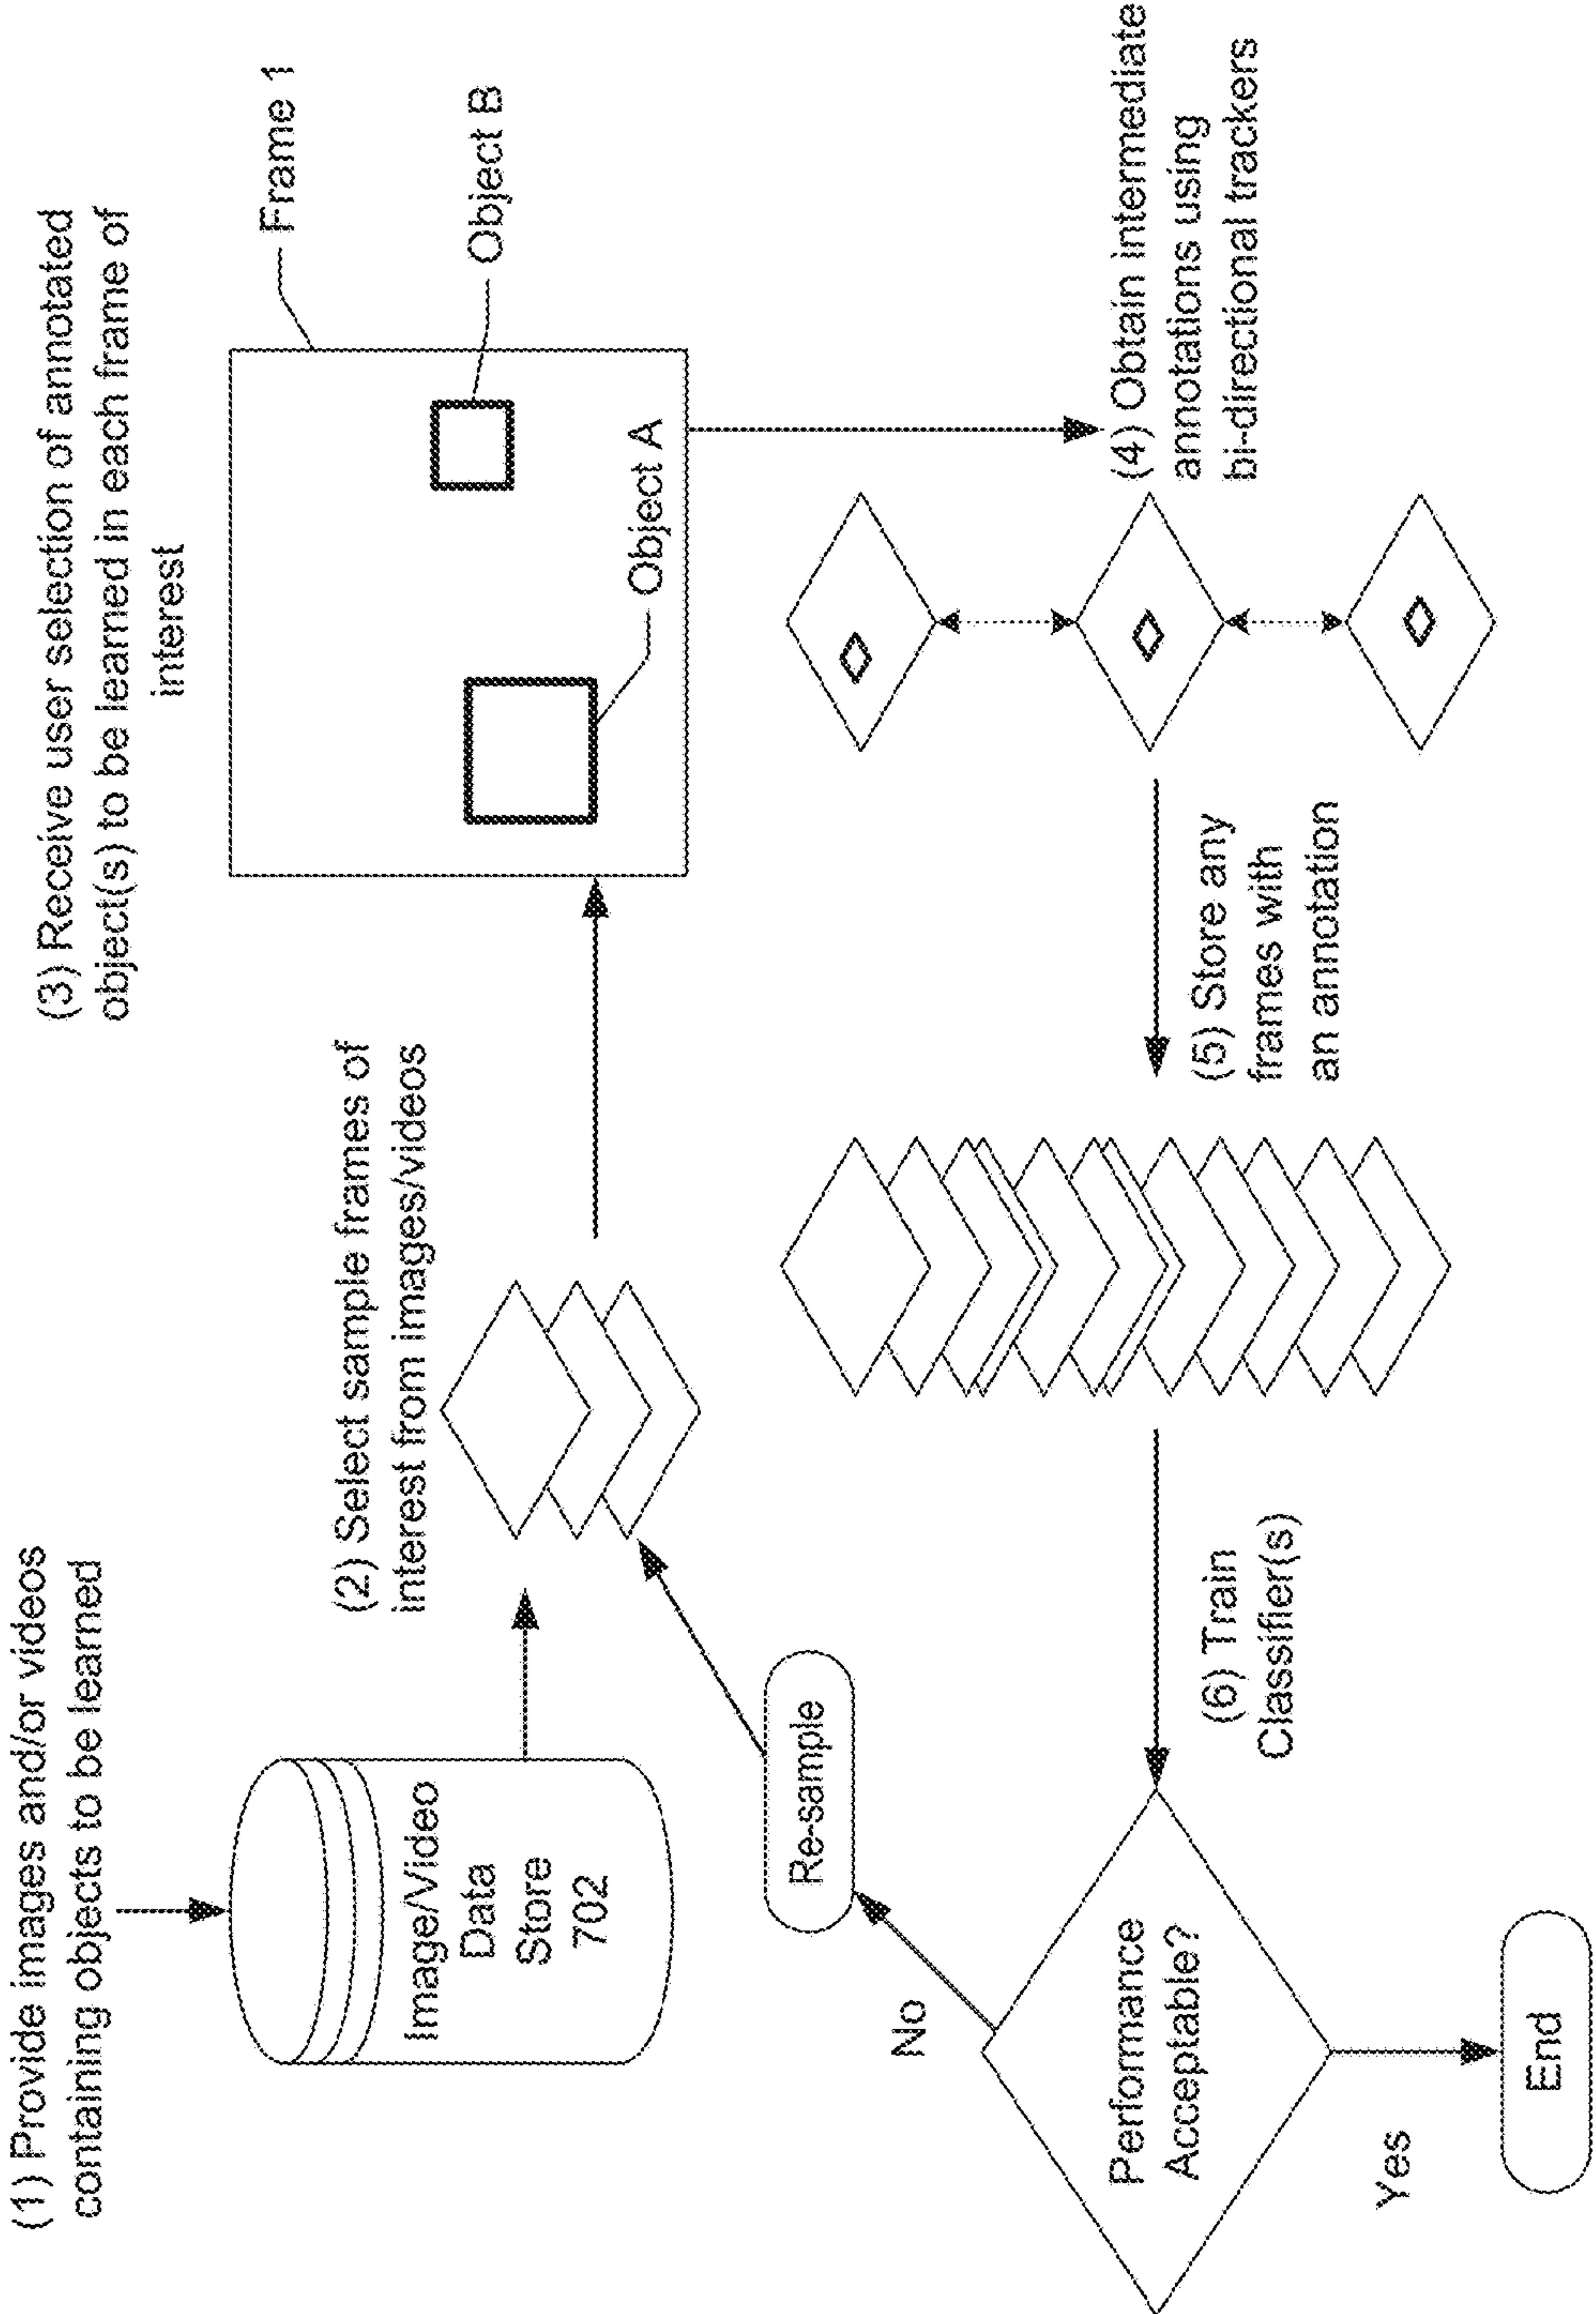 (1) Provide images and/or videos
containing objects to be learned
Image/Video
Data
Store
702
(2) Select sample frames of
interest from images/videos
(3) Receive user selection of annotated
object(s) to be learned in each frame of
interest
Frame 1
Object B
Object A
(4) Obtain intermediate
annotations using
bi-directional trackers
(5) Store any
frames with
an annotation
(6) Train
Classifier(s)
Performance
Acceptable?
No
Re-sample
Yes
End